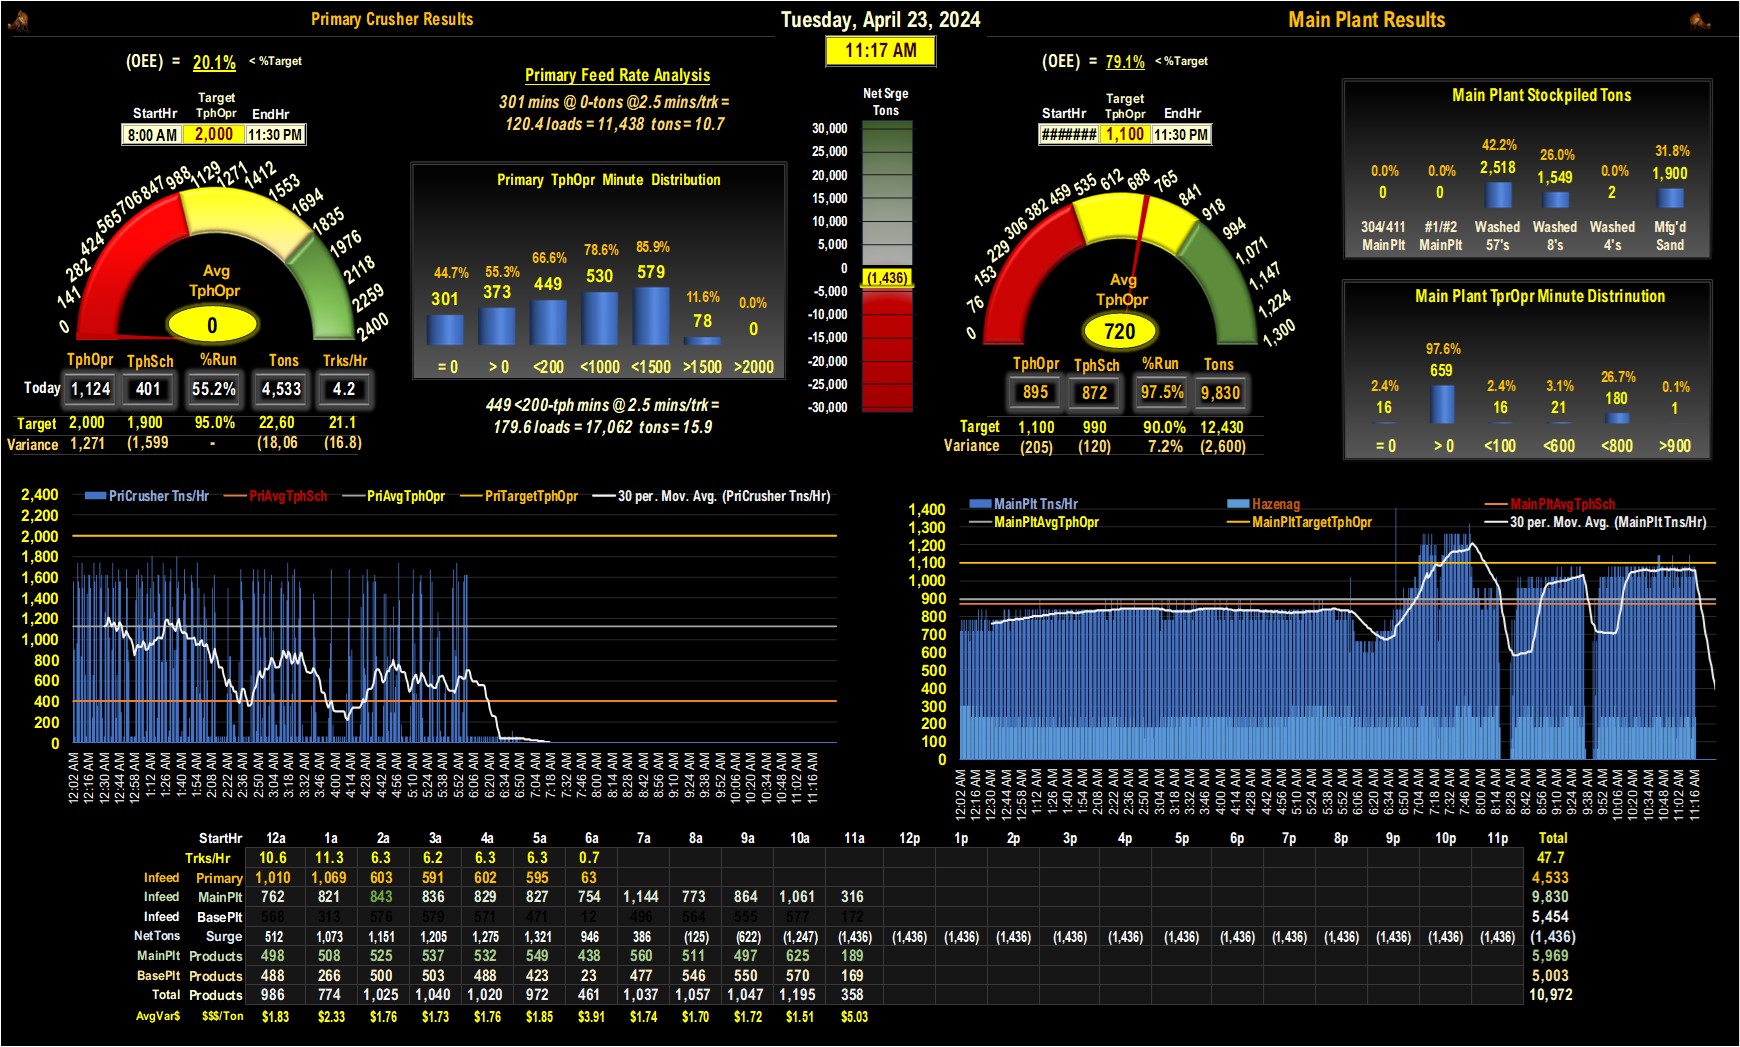 Primary Crusher Results
Tuesday, April 23, 2024
Main Plant Results
11:17 AM
(OEE) = 20.1% < %Target
Target
StartHr TphOpr EndHr
8:00 AM 2,000 11:30 PM
0 141 282 424 565 706 847 988 1129 1271 1412 1553 1694 1835 1976 2118 2259 2400
Avg
TphOpr
0
TphOpr TphSch %Run Tons Trks/Hr
Today 1,124 401 55.2% 4,533 4.2
Target 2,000 1,900 95.0% 22,60 21.1
Variance 1,271 (1,599 - (18,06 (16.8)
Primary Feed Rate Analysis
301 mins @ 0-tons @2.5 mins/trk =
120.4 loads = 11,438 tons = 10.7
Primary TphOpr Minute Distribution
44.7% 55.3% 66.6% 78.6% 85.9% 11.6% 0.0%
301 373 449 530 579 78 0
= 0 > 0 <200 <1000 <1500 >1500 >2000
449 <200-tph mins @ 2.5 mins/trk =
179.6 loads = 17,062 tons = 15.9
Net Srge
Tons
30,000
25,000
20,000
15,000
10,000
5,000
0
(1,436)
-5,000
-10,000
-15,000
-20,000
-25,000
-30,000
(OEE) = 79.1% < %Target
Target
StartHr TphOpr EndHr
####### 1,100 11:30 PM
0 76 153 229 306 382 459 535 612 688 765 841 918 994 1,071 1,147 1,224 1,300
Avg
TphOpr
720
TphOpr TphSch %Run Tons
895 872 97.5% 9,830
Target 1,100 990 90.0% 12,430
Variance (205) (120) 7.2% (2,600)
Main Plant Stockpiled Tons
0.0% 0.0% 42.2% 26.0% 0.0% 31.8%
0 0 2,518 1,549 2 1,900
304/411 #1/#2 Washed Washed Washed Mfg'd
MainPlt MainPlt 57's 8's 4's Sand
Main Plant TprOpr Minute Distrinution
2.4% 97.6% 2.4% 3.1% 26.7% 0.1%
16 659 16 21 180 1
= 0 > 0 <100 <600 <800 >900
PriCrusher Tns/Hr PriAvgTphSch PriAvgTphOpr PriTargetTphOpr 30 per. Mov. Avg. (PriCrusher Tns/Hr)
2,400
2,200
2,000
1,800
1,600
1,400
1,200
1,000
800
600
400
200
0
12:02 AM 12:16 AM 12:30 AM 12:44 AM 12:58 AM 1:12 AM 1:26 AM 1:40 AM 1:54 AM 2:08 AM 2:22 AM 2:36 AM 2:50 AM 3:04 AM 3:18 AM 3:32 AM 3:46 AM 4:00 AM 4:14 AM 4:28 AM 4:42 AM 4:56 AM 5:10 AM 5:24 AM 5:38 AM 5:52 AM 6:06 AM 6:20 AM 6:34 AM 6:50 AM 7:04 AM 7:18 AM 7:32 AM 7:46 AM 8:00 AM 8:14 AM 8:28 AM 8:42 AM 8:56 AM 9:10 AM 9:24 AM 9:38 AM 9:52 AM 10:06 AM 10:20 AM 10:34 AM 10:48 AM 11:02 AM 11:16 AM
MainPlt Tns/Hr Hazenag MainPltAvgTphSch
MainPltAvgTphOpr MainPltTargetTphOpr 30 per. Mov. Avg. (MainPlt Tns/Hr)
1,400
1,300
1,200
1,100
1,000
900
800
700
600
500
400
300
200
100
0
12:02 AM 12:16 AM 12:30 AM 12:44 AM 12:58 AM 1:12 AM 1:26 AM 1:40 AM 1:54 AM 2:08 AM 2:22 AM 2:36 AM 2:50 AM 3:04 AM 3:18 AM 3:32 AM 3:46 AM 4:00 AM 4:14 AM 4:28 AM 4:42 AM 4:56 AM 5:10 AM 5:24 AM 5:38 AM 5:52 AM 6:06 AM 6:20 AM 6:34 AM 6:50 AM 7:04 AM 7:18 AM 7:32 AM 7:46 AM 8:00 AM 8:14 AM 8:28 AM 8:42 AM 8:56 AM 9:10 AM 9:24 AM 9:38 AM 9:52 AM 10:06 AM 10:20 AM 10:34 AM 10:48 AM 11:02 AM 11:16 AM
StartHr 12a 1a 2a 3a 4a 5a 6a 7a 8a 9a 10a 11a 12p 1p 2p 3p 4p 5p 6p 7p 8p 9p 10p 11p Total
Trks/Hr 10.6 11.3 6.3 6.2 6.3 6.3 0.7 47.7
Infeed Primary 1,010 1,069 603 591 602 595 63 4,533
Infeed MainPlt 762 821 843 836 829 827 754 1,144 773 864 1,061 316 9,830
Infeed BasePlt 568 313 576 579 571 471 12 496 564 555 577 172 5,454
NetTons Surge 512 1,073 1,151 1,205 1,275 1,321 946 386 (125) (622) (1,247) (1,436) (1,436) (1,436) (1,436) (1,436) (1,436) (1,436) (1,436) (1,436) (1,436) (1,436) (1,436) (1,436) (1,436)
MainPlt Products 498 508 525 537 532 549 438 560 511 497 625 189 5,969
BasePlt Products 488 266 500 503 488 423 23 477 546 550 570 169 5,003
Total Products 986 774 1,025 1,040 1,020 972 461 1,037 1,057 1,047 1,195 358 10,972
AvgVar$ $$$/Ton $1.83 $2.33 $1.76 $1.73 $1.76 $1.85 $3.91 $1.74 $1.70 $1.72 $1.51 $5.03